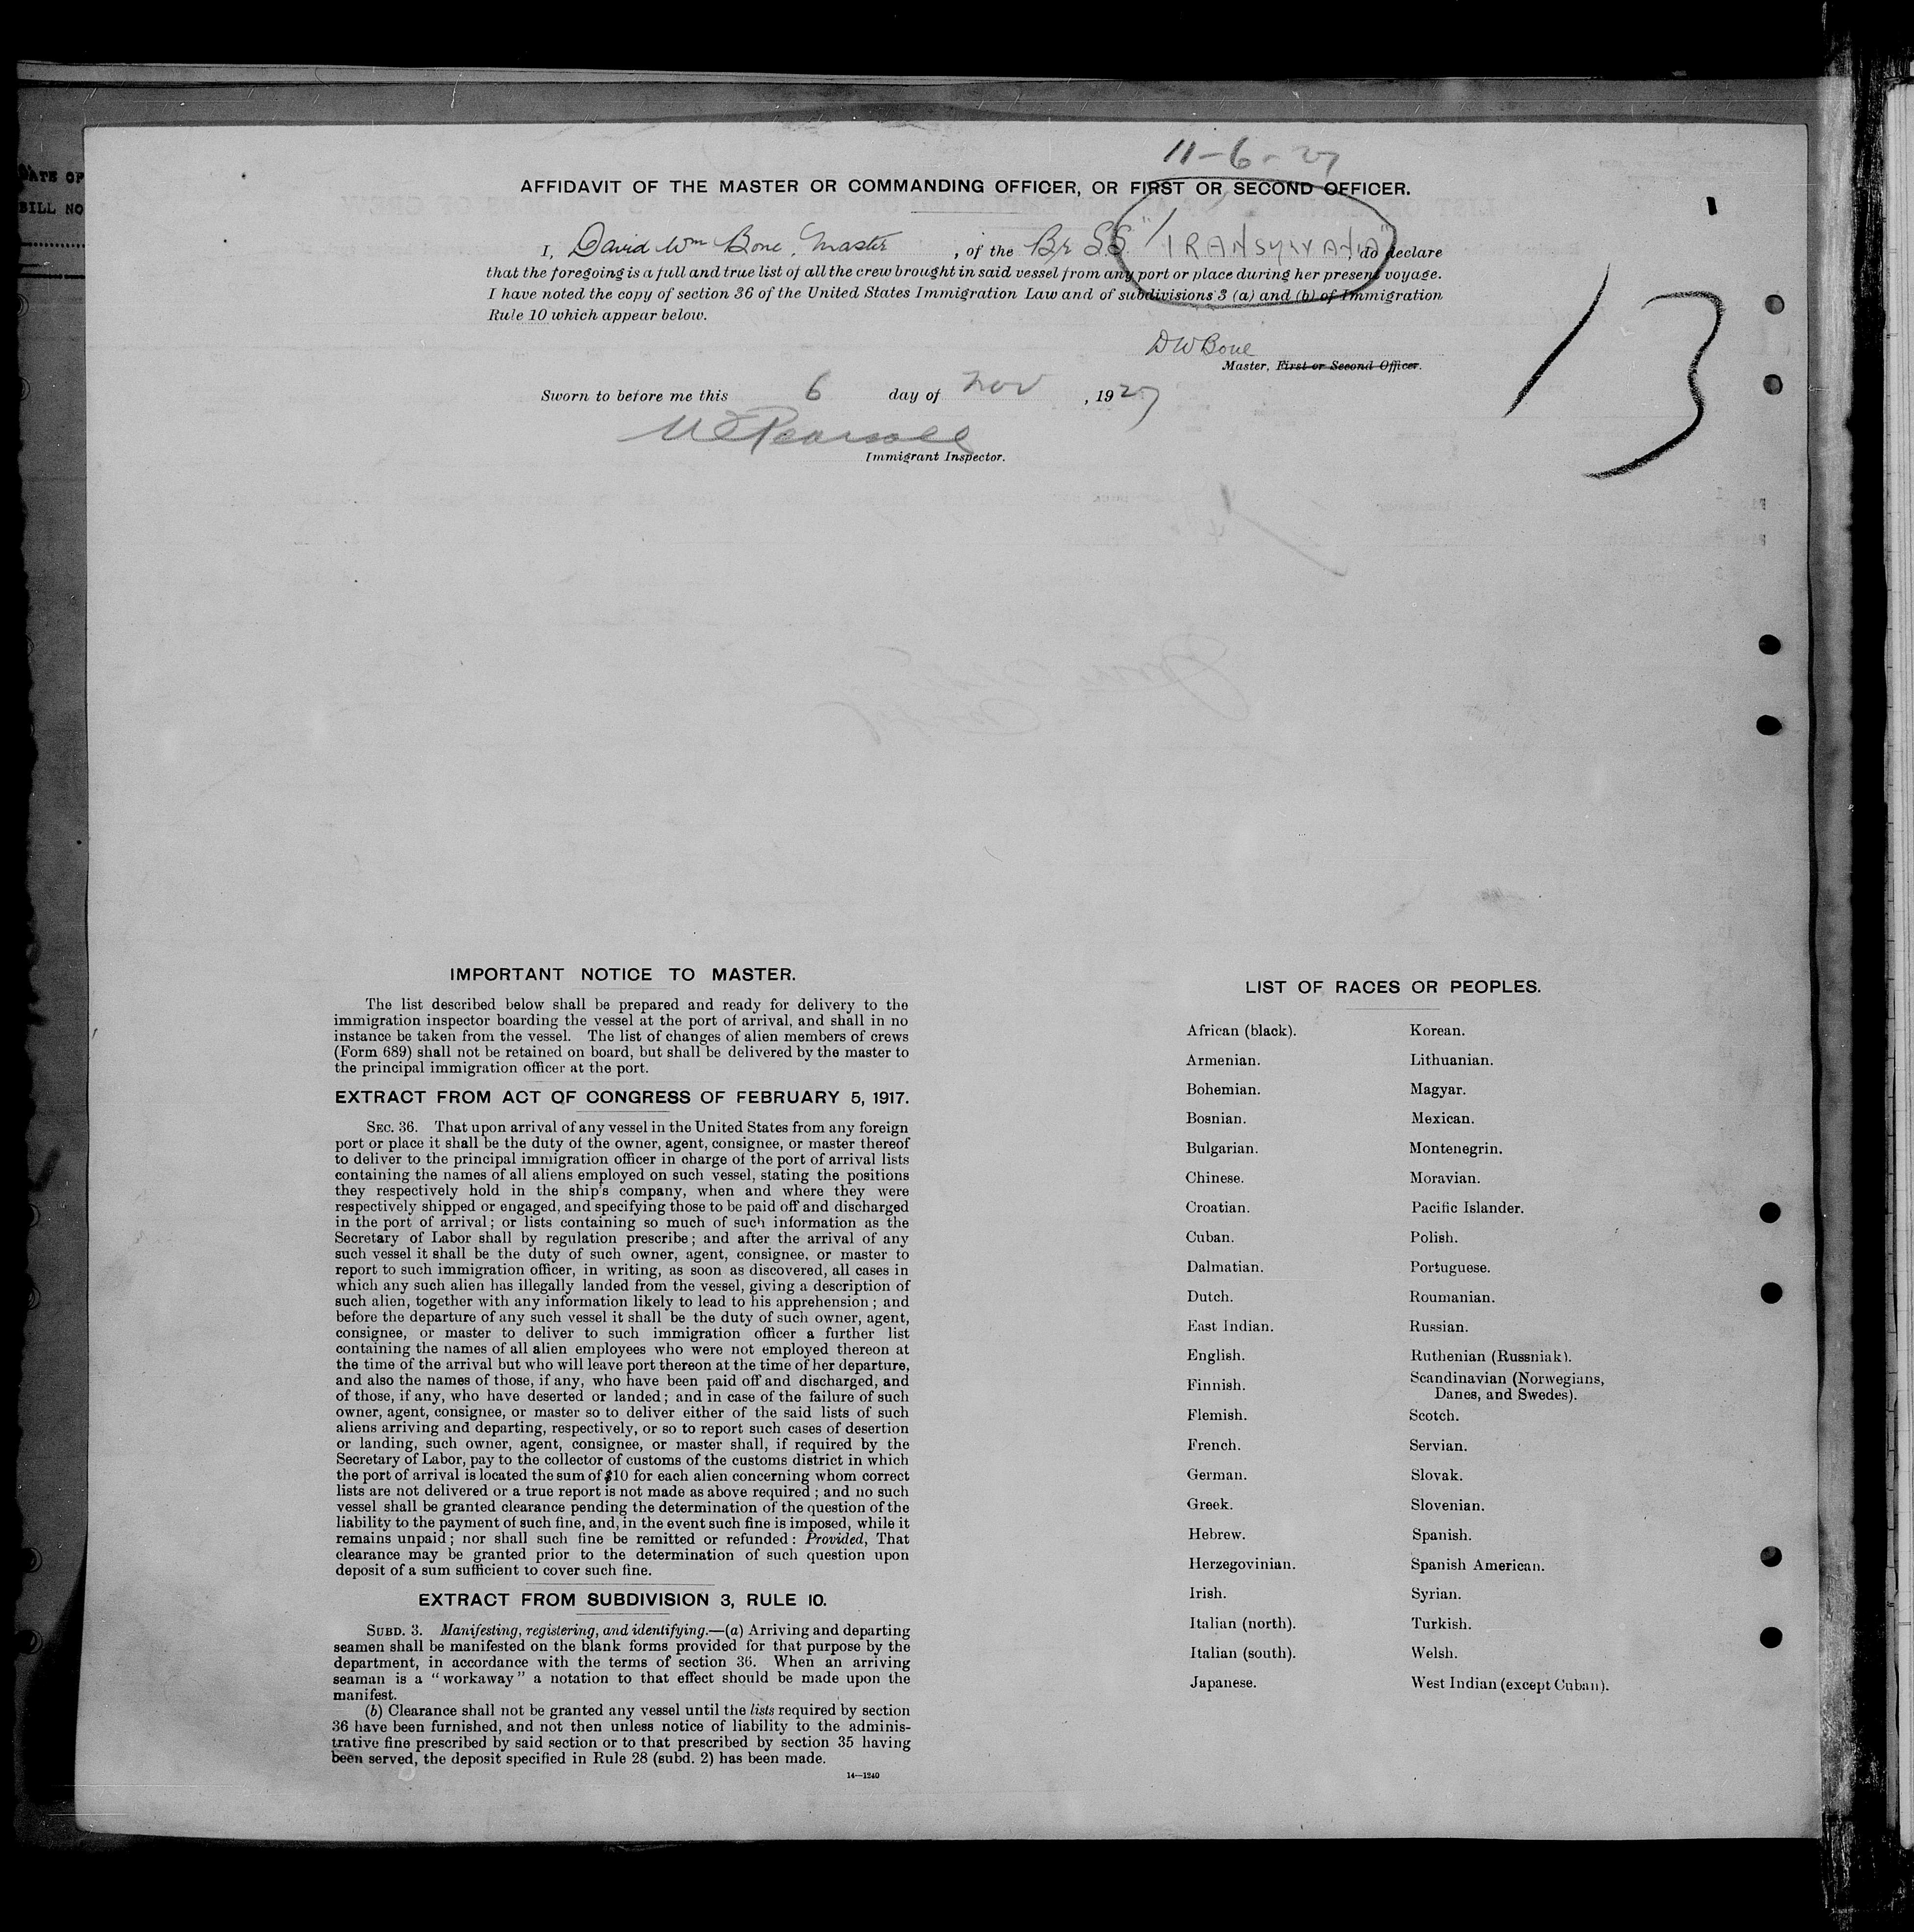 ATE OF
BILL NO
11-6-27
AFFIDAVIT OF THE MASTER OR COMMANDING OFFICER, OR FIRST OR SECOND OFFICER.
I, David Wm Bone, Master, of the Br SS "TRANSYLVANIA", do declare
that the foregoing is a full and true list of all the crew brought in said vessel from any port or place during her present voyage.
I have noted the copy of section 36 of the United States Immigration Law and of subdivisions 3 (a) and (b) of Immigration
Rule 10 which appear below.
DWBone
Master, First or Second Officer.
13
Sworn to before me this 6 day of Nov, 1927
Immigrant Inspector.
IMPORTANT NOTICE TO MASTER.
The list described below shall be prepared and ready for delivery to the
immigration inspector boarding the vessel at the port of arrival, and shall in no
instance be taken from the vessel. The list of changes of alien members of crews
(Form 689) shall not be retained on board, but shall be delivered by the master to
the principal immigration officer at the port.
EXTRACT FROM ACT OF CONGRESS OF FEBRUARY 5, 1917.
SEC. 36. That upon arrival of any vessel in the United States from any foreign
port or place it shall be the duty of the owner, agent, consignee, or master thereof
to deliver to the principal immigration officer in charge of the port of arrival lists
containing the names of all aliens employed on such vessel, stating the positions
they respectively hold in the ship's company, when and where they were
respectively shipped or engaged, and specifying those to be paid off and discharged
in the port of arrival; or lists containing so much of such information as the
Secretary of Labor shall by regulation prescribe; and after the arrival of any
such vessel it shall be the duty of such owner, agent, consignee, or master to
report to such immigration officer, in writing, as soon as discovered, all cases in
which any such alien has illegally landed from the vessel, giving a description of
such alien, together with any information likely to lead to his apprehension; and
before the departure of any such vessel it shall be the duty of such owner, agent,
consignee, or master to deliver to such immigration officer a further list
containing the names of all alien employees who were not employed thereon at
the time of the arrival but who will leave port thereon at the time of her departure,
and also the names of those, if any, who have been paid off and discharged, and
of those, if any, who have deserted or landed; and in case of the failure of such
owner, agent, consignee, or master so to deliver either of the said lists of such
aliens arriving and departing, respectively, or so to report such cases of desertion
or landing, such owner, agent, consignee, or master shall, if required by the
Secretary of Labor, pay to the collector of customs of the customs district in which
the port of arrival is located the sum of $10 for each alien concerning whom correct
lists are not delivered or a true report is not made as above required; and no such
vessel shall be granted clearance pending the determination of the question of the
liability to the payment of such fine, and, in the event such fine is imposed, while it
remains unpaid; nor shall such fine be remitted or refunded: Provided, That
clearance may be granted prior to the determination of such question upon
deposit of a sum sufficient to cover such fine.
EXTRACT FROM SUBDIVISION 3, RULE 10.
SUBD. 3. Manifesting, registering, and identifying.—(a) Arriving and departing
seamen shall be manifested on the blank forms provided for that purpose by the
department, in accordance with the terms of section 36. When an arriving
seaman is a "workaway" a notation to that effect should be made upon the
manifest.
(b) Clearance shall not be granted any vessel until the lists required by section
36 have been furnished, and not then unless notice of liability to the adminis-
trative fine prescribed by said section or to that prescribed by section 35 having
been served, the deposit specified in Rule 28 (subd. 2) has been made.
14—1240
LIST OF RACES OR PEOPLES.
African (black).
Armenian.
Bohemian.
Bosnian.
Bulgarian.
Chinese.
Croatian.
Cuban.
Dalmatian.
Dutch.
East Indian.
English.
Finnish.
Flemish.
French.
German.
Greek.
Hebrew.
Herzegovinian.
Irish.
Italian (north).
Italian (south).
Japanese.
Korean.
Lithuanian.
Magyar.
Mexican.
Montenegrin.
Moravian.
Pacific Islander.
Polish.
Portuguese.
Roumanian.
Russian.
Ruthenian (Russniak).
Scandinavian (Norwegians,
Danes, and Swedes).
Scotch.
Servian.
Slovak.
Slovenian.
Spanish.
Spanish American.
Syrian.
Turkish.
Welsh.
West Indian (except Cuban).